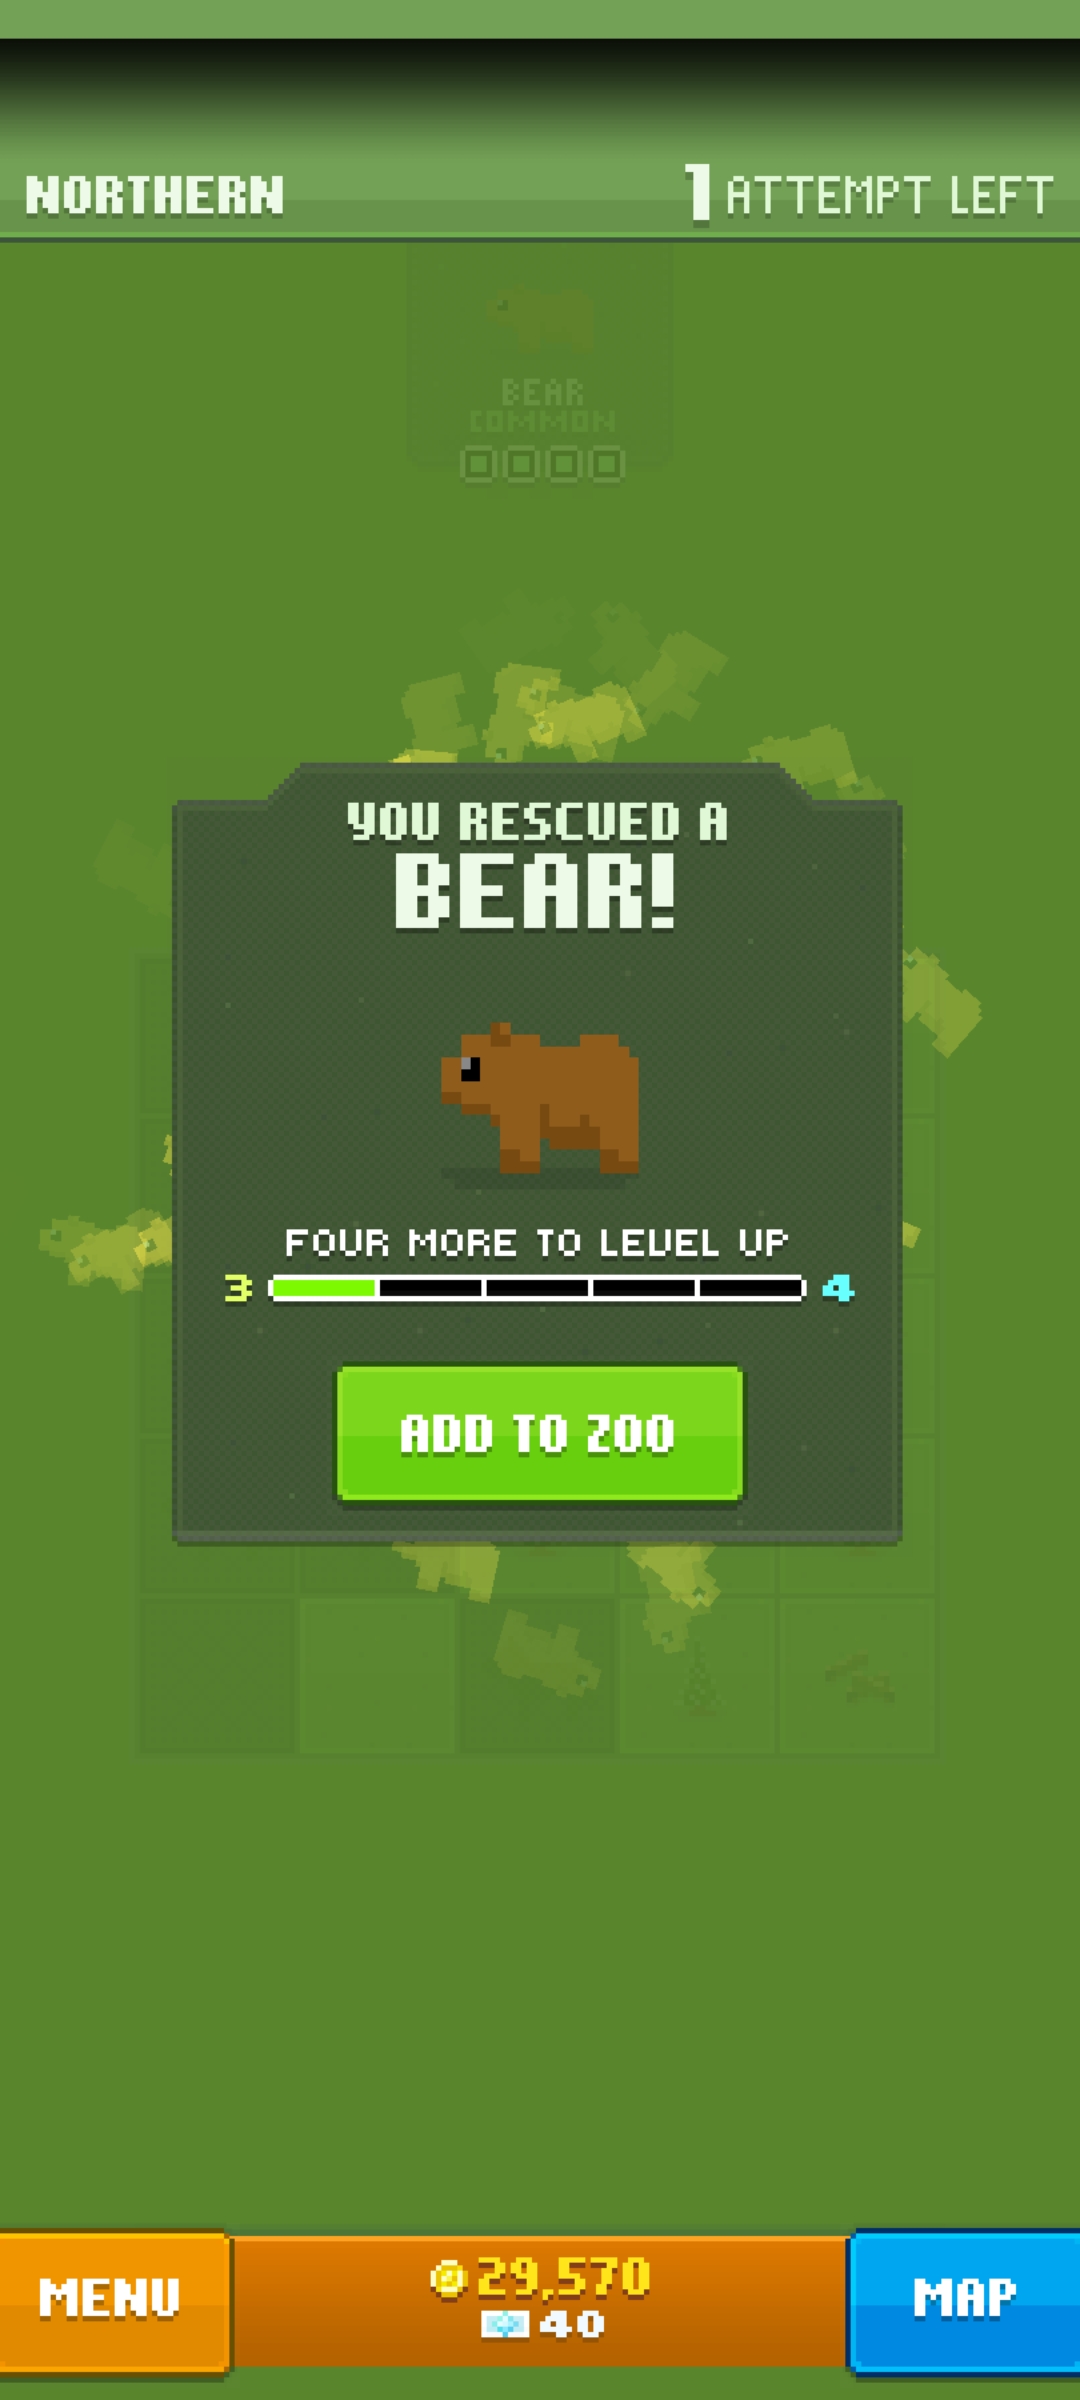 NORTHERN
1 ATTEMPT LEFT
BEAR
COMMON
YOU RESCUED A
BEAR!
FOUR MORE TO LEVEL UP
3 4
ADD TO ZOO
MENU
29,570
40
MAP